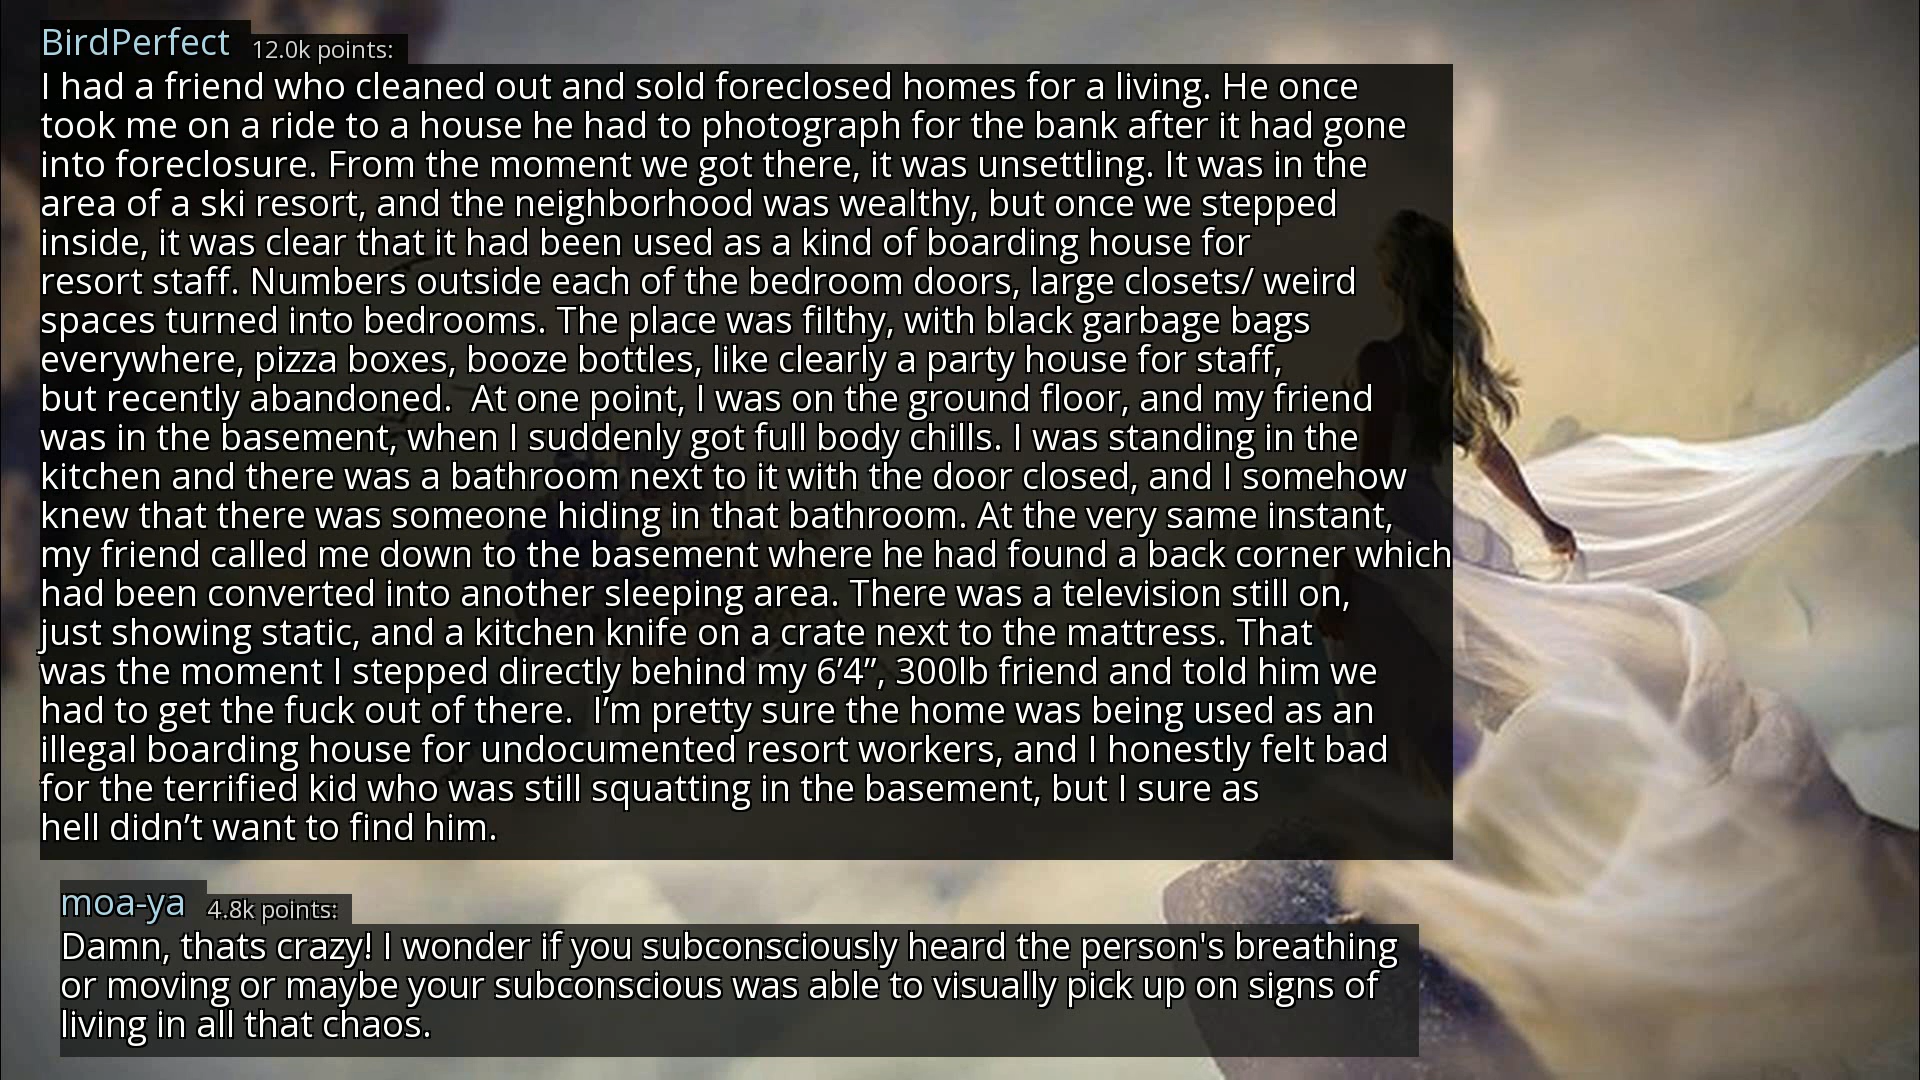 BirdPerfect 12.0k points:
I had a friend who cleaned out and sold foreclosed homes for a living. He once
took me on a ride to a house he had to photograph for the bank after it had gone
into foreclosure. From the moment we got there, it was unsettling. It was in the
area of a ski resort, and the neighborhood was wealthy, but once we stepped
inside, it was clear that it had been used as a kind of boarding house for
resort staff. Numbers outside each of the bedroom doors, large closets/ weird
spaces turned into bedrooms. The place was filthy, with black garbage bags
everywhere, pizza boxes, booze bottles, like clearly a party house for staff,
but recently abandoned.  At one point, I was on the ground floor, and my friend
was in the basement, when I suddenly got full body chills. I was standing in the
kitchen and there was a bathroom next to it with the door closed, and I somehow
knew that there was someone hiding in that bathroom. At the very same instant,
my friend called me down to the basement where he had found a back corner which
had been converted into another sleeping area. There was a television still on,
just showing static, and a kitchen knife on a crate next to the mattress. That
was the moment I stepped directly behind my 6’4”, 300lb friend and told him we
had to get the fuck out of there.  I’m pretty sure the home was being used as an
illegal boarding house for undocumented resort workers, and I honestly felt bad
for the terrified kid who was still squatting in the basement, but I sure as
hell didn’t want to find him.
moa-ya 4.8k points:
Damn, thats crazy! I wonder if you subconsciously heard the person's breathing
or moving or maybe your subconscious was able to visually pick up on signs of
living in all that chaos.